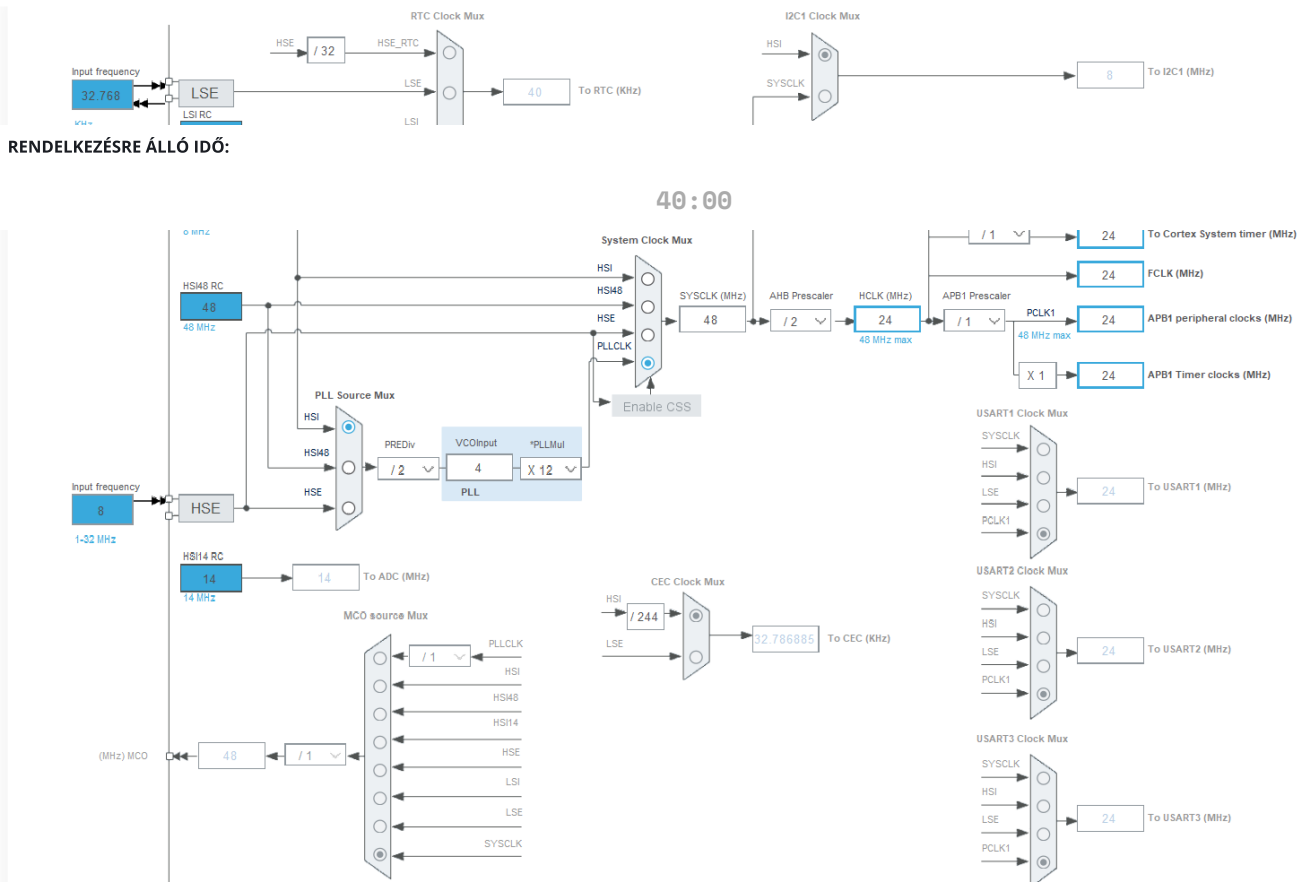 RTC Clock Mux
I2C1 Clock Mux
HSE
/ 32
HSE_RTC
HSI
Input frequency
32.768
LSE
LSE
40
To RTC (KHz)
SYSCLK
8
To I2C1 (MHz)
LSI RC
LSI
KHz
RENDELKEZÉSRE ÁLLÓ IDŐ:
40:00
8 MHz
System Clock Mux
/ 1
24
To Cortex System timer (MHz)
HSI
24
FCLK (MHz)
HSI48 RC
48
48 MHz
HSI48
HSE
PLLCLK
SYSCLK (MHz)
48
AHB Prescaler
/ 2
HCLK (MHz)
24
48 MHz max
APB1 Prescaler
/ 1
PCLK1
48 MHz max
24
APB1 peripheral clocks (MHz)
X 1
24
APB1 Timer clocks (MHz)
Enable CSS
PLL Source Mux
HSI
HSI48
HSE
PREDiv
/ 2
VCOInput
4
*PLLMul
X 12
PLL
USART1 Clock Mux
SYSCLK
HSI
LSE
PCLK1
24
To USART1 (MHz)
Input frequency
8
1-32 MHz
HSE
HSI14 RC
14
14 MHz
14
To ADC (MHz)
CEC Clock Mux
HSI
/ 244
LSE
32.786885
To CEC (KHz)
USART2 Clock Mux
SYSCLK
HSI
LSE
PCLK1
24
To USART2 (MHz)
MCO source Mux
/ 1
PLLCLK
HSI
HSI48
HSI14
HSE
LSI
LSE
SYSCLK
(MHz) MCO
48
/ 1
USART3 Clock Mux
SYSCLK
HSI
LSE
PCLK1
24
To USART3 (MHz)